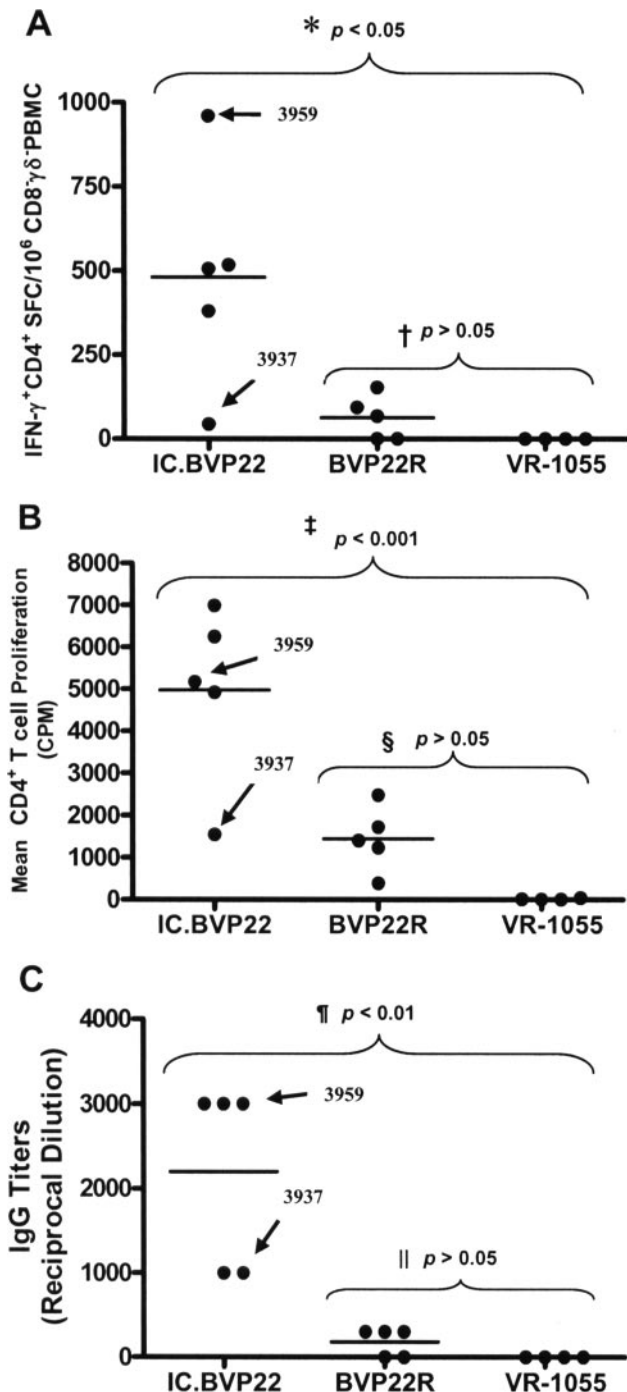 A
* p < 0.05
IFN-γ⁺CD4⁺ SFC/10⁶ CD8⁻γδ⁻PBMC
1000
3959
750
500
† p > 0.05
250
3937
0
IC.BVP22 BVP22R VR-1055
B
‡ p < 0.001
Mean CD4⁺ T cell Proliferation
(CPM)
8000
7000
3959
6000
5000
4000
§ p > 0.05
3937
3000
2000
1000
0
IC.BVP22 BVP22R VR-1055
C
¶ p < 0.01
IgG Titers
(Reciprocal Dilution)
4000
3959
3000
3937
2000
|| p > 0.05
1000
0
IC.BVP22 BVP22R VR-1055